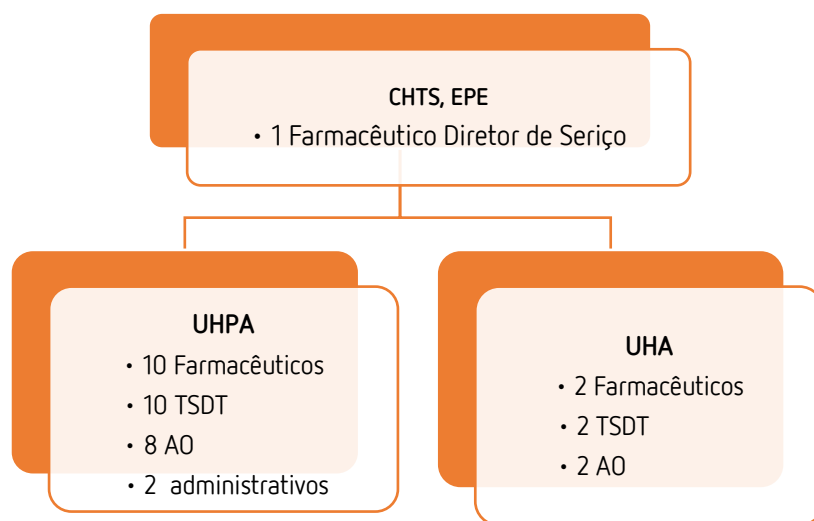 CHTS, EPE
• 1 Farmacêutico Diretor de Seriço
UHPA
• 10 Farmacêuticos
• 10 TSDT
• 8 AO
• 2 administrativos
UHA
• 2 Farmacêuticos
• 2 TSDT
• 2 AO